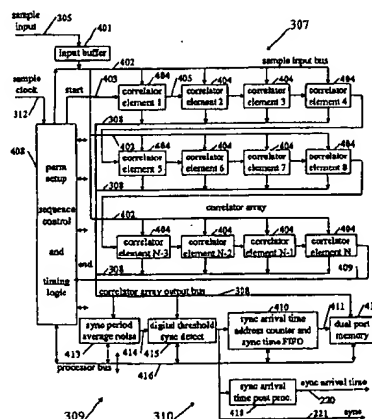 sample
input
305
401
307
input buffer
402
sample input bus
sample
clock
start
403
404
405
404
404
404
correlator
element 1
correlator
element 2
correlator
element 3
correlator
element 4
312
408
308
402
404
404
404
404
correlator
element 5
correlator
element 6
correlator
element 7
correlator
element 8
parm
setup
308
402
correlator array
sequence
control
404
404
404
404
correlator
element N-3
correlator
element N-2
correlator
element N-1
correlator
element N
and
end
308
409
timing
logic
correlator array output bus
308
410
411
sync period
average noise
digital threshold
sync detect
sync arrival time
address counter and
sync time FIFO
dual port
memory
413
414
415
processor bus
416
sync arrival
time post proc.
sync arrival time
220
418
221
sync
309
310